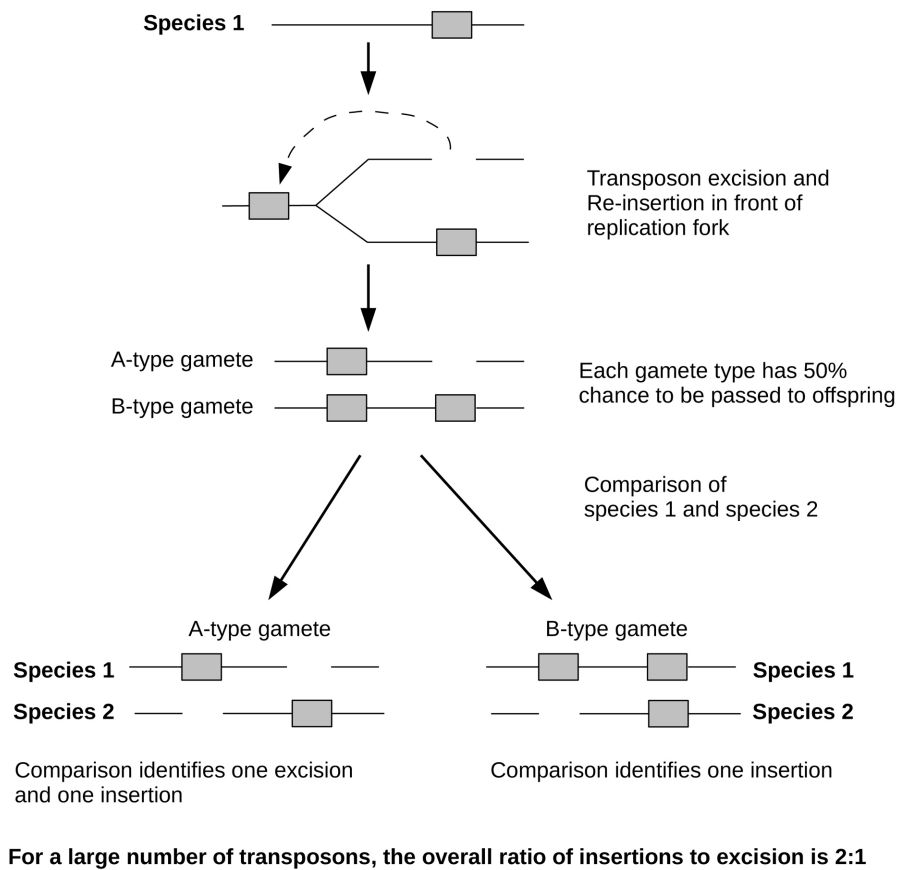 Species 1
Transposon excision and
Re-insertion in front of
replication fork
A-type gamete
B-type gamete
Each gamete type has 50%
chance to be passed to offspring
Comparison of
species 1 and species 2
A-type gamete
Species 1
Species 2
Comparison identifies one excision
and one insertion
B-type gamete
Species 1
Species 2
Comparison identifies one insertion
For a large number of transposons, the overall ratio of insertions to excision is 2:1